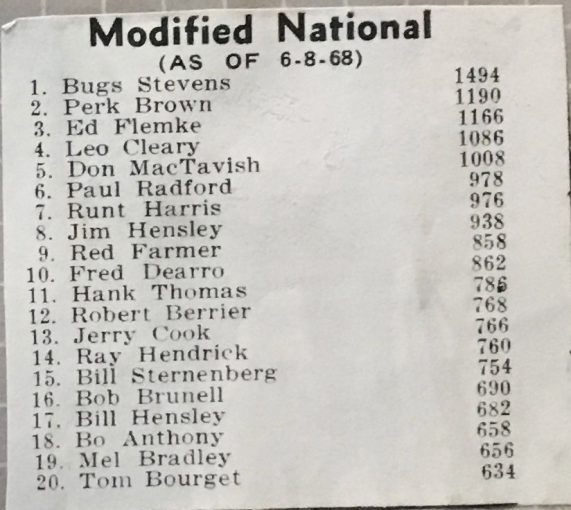 Modified National
(AS OF 6-8-68)
1. Bugs Stevens 1494
2. Perk Brown 1190
3. Ed Flemke 1166
4. Leo Cleary 1086
5. Don MacTavish 1008
6. Paul Radford 978
7. Runt Harris 976
8. Jim Hensley 938
9. Red Farmer 858
10. Fred Dearro 862
11. Hank Thomas 786
12. Robert Berrier 768
13. Jerry Cook 766
14. Ray Hendrick 760
15. Bill Sternenberg 754
16. Bob Brunell 690
17. Bill Hensley 682
18. Bo Anthony 658
19. Mel Bradley 656
20. Tom Bourget 634